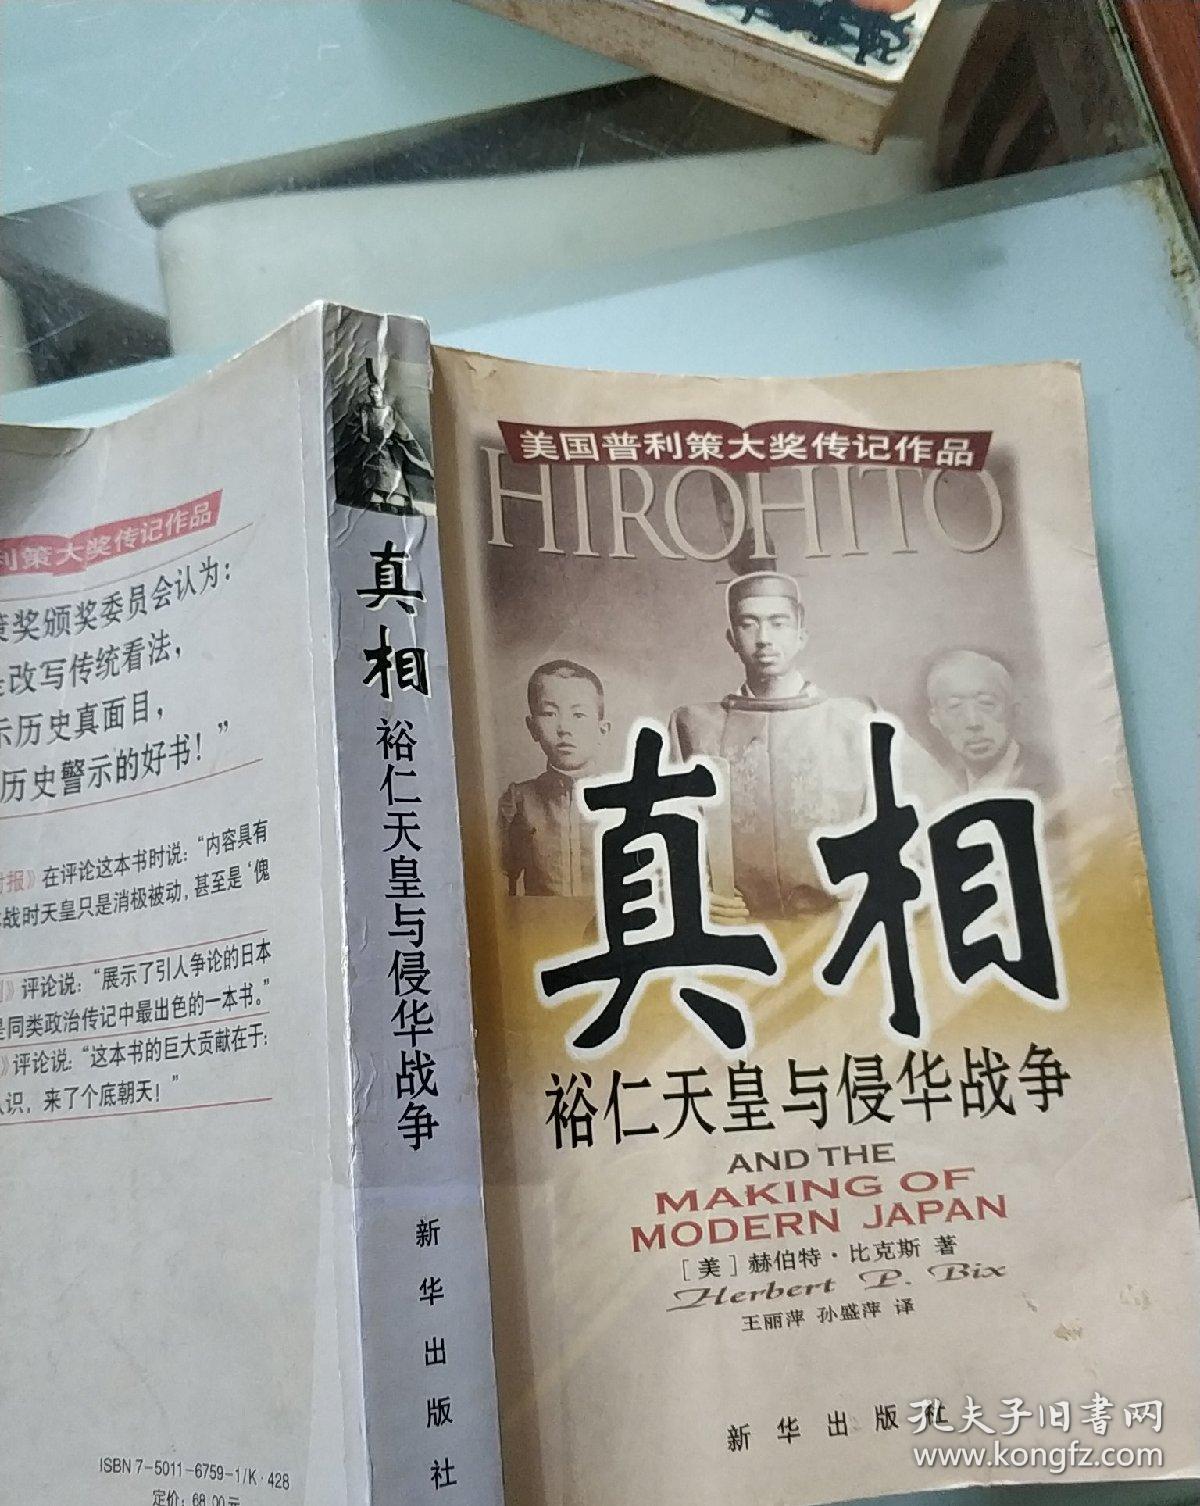 美国普利策大奖传记作品
HIROHITO
真相
裕仁天皇与侵华战争
AND THE
MAKING OF
MODERN JAPAN
[美] 赫伯特·比克斯 著
Herbert P. Bix
王丽萍 孙盛萍 译
新华出版社
真相
裕仁天皇与侵华战争
新华出版社
利策大奖传记作品
策奖颁奖委员会认为：
改写传统看法，
示历史真面目，
历史警示的好书！”
时报》在评论这本书时说：“内容具有
战时天皇只是消极被动，甚至是‘傀
》评论说：“展示了引人争论的日本
是同类政治传记中最出色的一本书。”
》评论说：“这本书的巨大贡献在于：
识，来了个底朝天！”
ISBN 7-5011-6759-1/K·428
定价：68.00元
孔夫子旧书网
www.kongfz.com